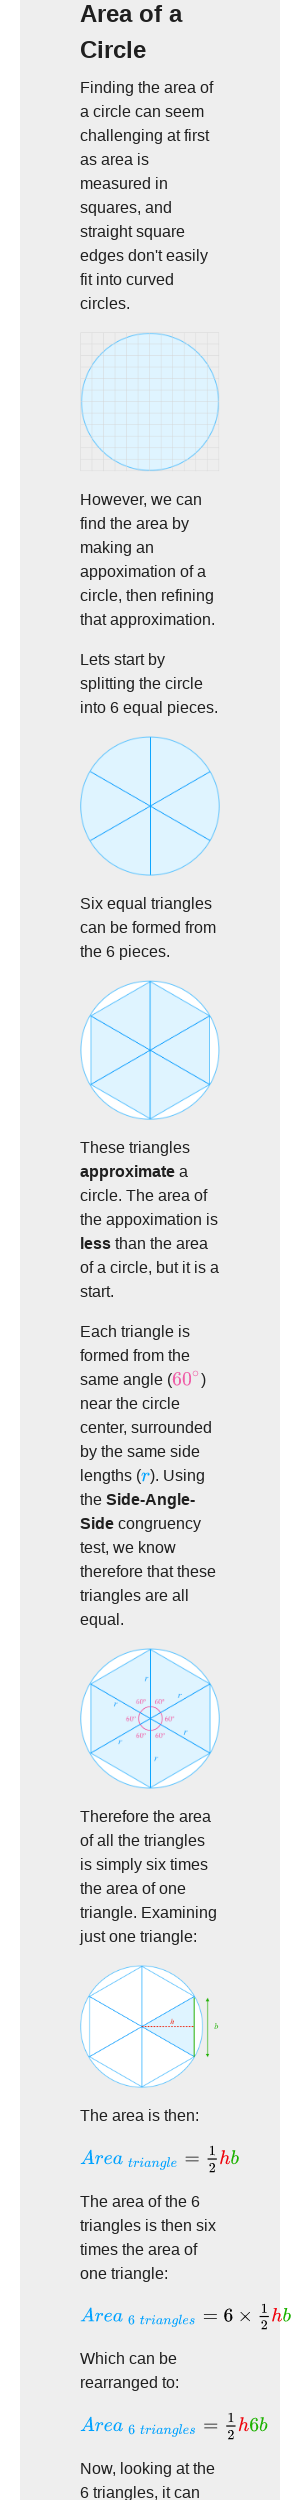 Area of a
Circle
Finding the area of
a circle can seem
challenging at first
as area is
measured in
squares, and
straight square
edges don't easily
fit into curved
circles.
However, we can
find the area by
making an
appoximation of a
circle, then refining
that approximation.
Lets start by
splitting the circle
into 6 equal pieces.
Six equal triangles
can be formed from
the 6 pieces.
These triangles
approximate a
circle. The area of
the appoximation is
less than the area
of a circle, but it is a
start.
Each triangle is
formed from the
same angle (60°)
near the circle
center, surrounded
by the same side
lengths (r). Using
the Side-Angle-
Side congruency
test, we know
therefore that these
triangles are all
equal.
r
60° 60°
r r
60° 60°
60° 60°
r r
r
Therefore the area
of all the triangles
is simply six times
the area of one
triangle. Examining
just one triangle:
h
b
The area is then:
Area triangle = 1/2 hb
The area of the 6
triangles is then six
times the area of
one triangle:
Area 6 triangles = 6 × 1/2 hb
Which can be
rearranged to:
Area 6 triangles = 1/2 h6b
Now, looking at the
6 triangles, it can